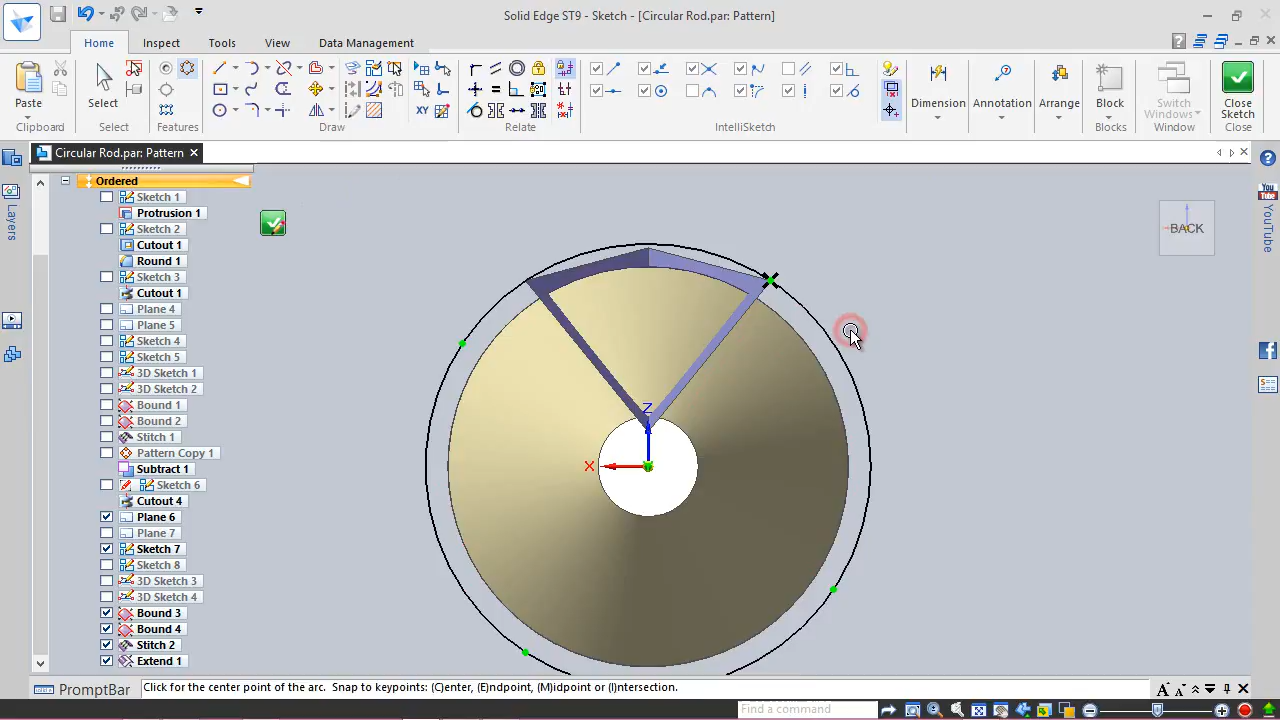 Solid Edge ST9 - Sketch - [Circular Rod.par: Pattern]
Home Inspect Tools View Data Management
Paste
Clipboard
Select
Select
Features
Draw
Relate
IntelliSketch
Dimension
Annotation
Arrange
Block
Blocks
Switch Windows
Window
Close Sketch
Close
Circular Rod.par: Pattern
Layers
YouTube
You Tube
Ordered
Sketch 1
Protrusion 1
Sketch 2
Cutout 1
Round 1
Sketch 3
Cutout 1
Plane 4
Plane 5
Sketch 4
Sketch 5
3D Sketch 1
3D Sketch 2
Bound 1
Bound 2
Stitch 1
Pattern Copy 1
Subtract 1
Sketch 6
Cutout 4
Plane 6
Plane 7
Sketch 7
Sketch 8
3D Sketch 3
3D Sketch 4
Bound 3
Bound 4
Stitch 2
Extend 1
BACK
Z
X
PromptBar
Click for the center point of the arc. Snap to keypoints: (C)enter, (E)ndpoint, (M)idpoint or (I)ntersection.
Find a command